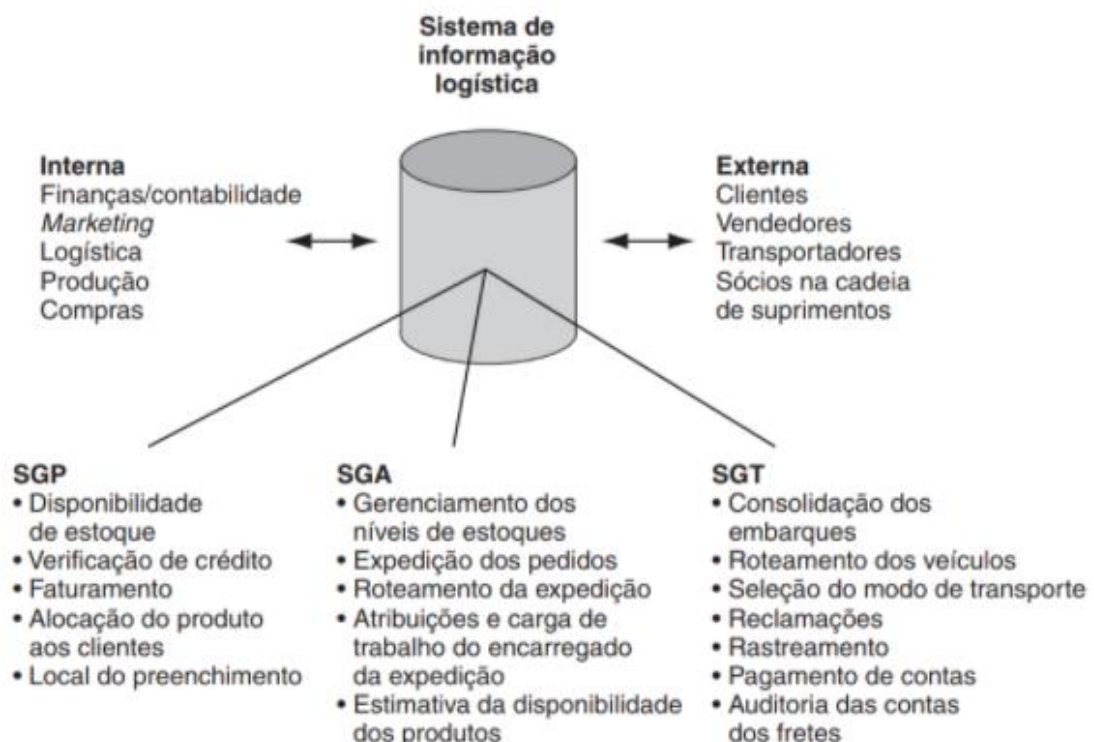 Sistema de
informação
logística
Interna
Finanças/contabilidade
Marketing
Logística
Produção
Compras
Externa
Clientes
Vendedores
Transportadores
Sócios na cadeia
de suprimentos
SGP
• Disponibilidade
de estoque
• Verificação de crédito
• Faturamento
• Alocação do produto
aos clientes
• Local do preenchimento
SGA
• Gerenciamento dos
níveis de estoques
• Expedição dos pedidos
• Roteamento da expedição
• Atribuições e carga de
trabalho do encarregado
da expedição
• Estimativa da disponibilidade
dos produtos
SGT
• Consolidação dos
embarques
• Roteamento dos veículos
• Seleção do modo de transporte
• Reclamações
• Rastreamento
• Pagamento de contas
• Auditoria das contas
dos fretes